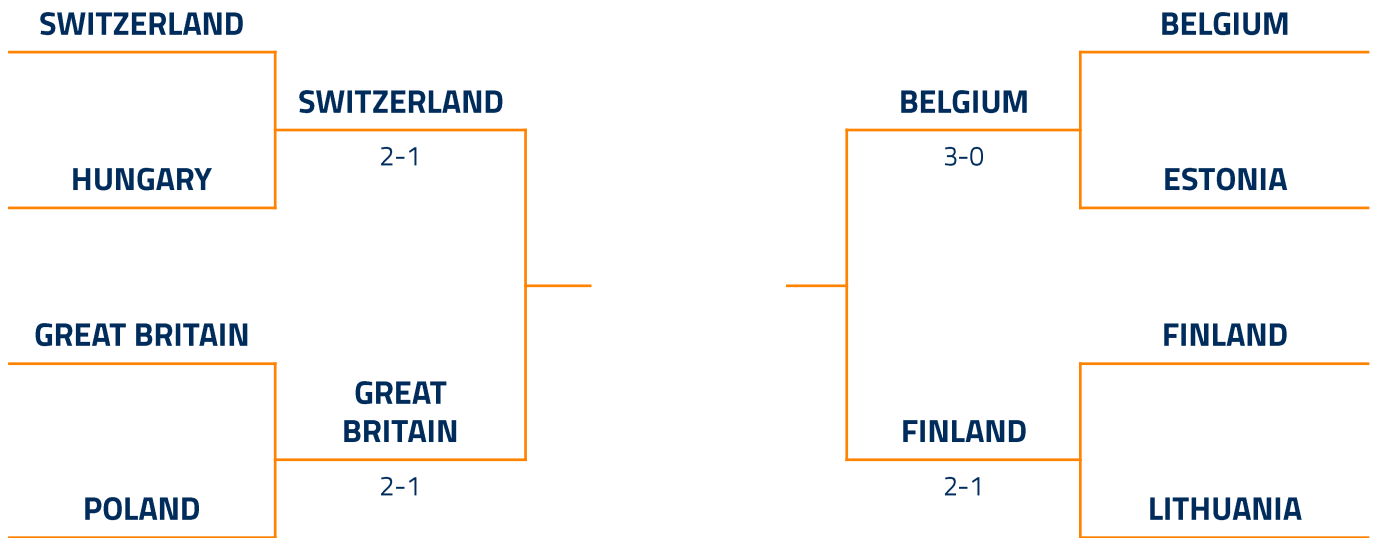 SWITZERLAND
HUNGARY
SWITZERLAND
2-1
GREAT BRITAIN
POLAND
GREAT
BRITAIN
2-1
BELGIUM
3-0
BELGIUM
ESTONIA
FINLAND
2-1
FINLAND
LITHUANIA